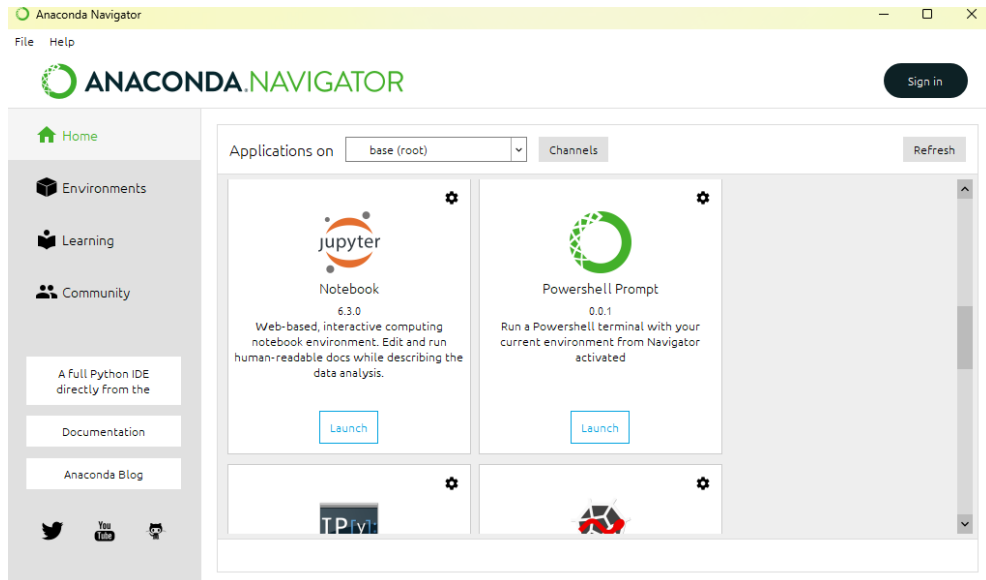 Anaconda Navigator
File Help
ANACONDA.NAVIGATOR
Sign in
Home
Environments
Learning
Community
A full Python IDE
directly from the
Documentation
Anaconda Blog
You
Tube
Applications on base (root) Channels Refresh
jupyter
Notebook
6.3.0
Web-based, interactive computing
notebook environment. Edit and run
human-readable docs while describing the
data analysis.
Launch
Powershell Prompt
0.0.1
Run a Powershell terminal with your
current environment from Navigator
activated
Launch
IP[y]: